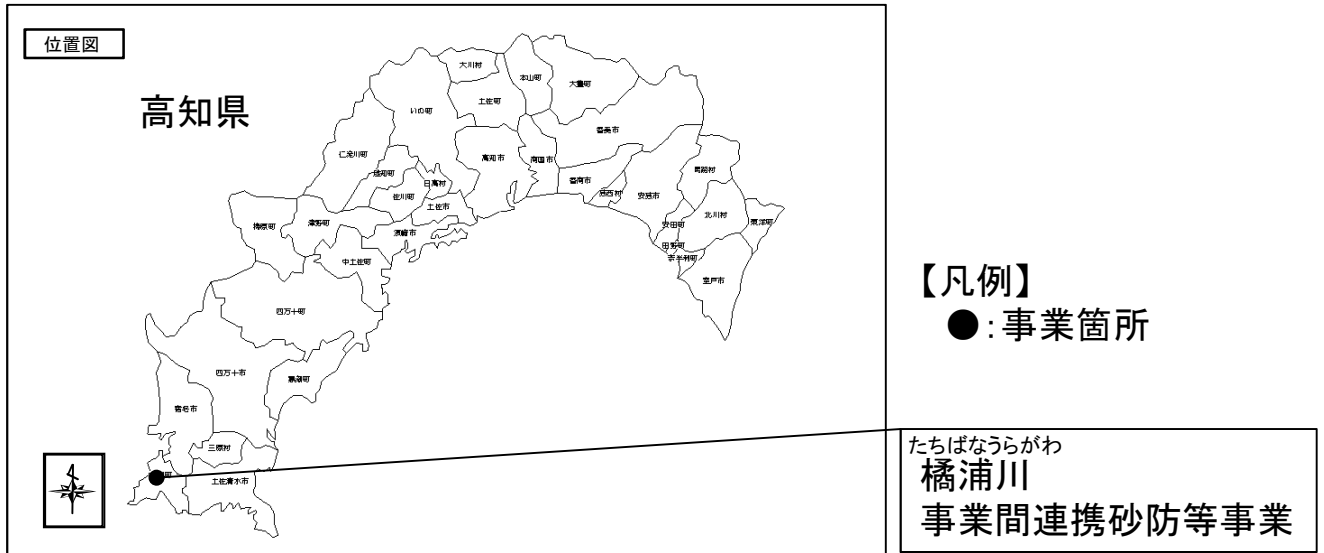 位置図
高知県
大川村
本山町
大豊町
いの町
土佐町
香美市
仁淀川町
高知市
南国市
越知町
日高村
馬路村
佐川町
香南市
芸西村
安芸市
土佐市
北川村
津野町
東洋町
梼原町
須崎市
安田町
田野町
中土佐町
奈半利町
室戸市
四万十町
四万十市
黒潮町
宿毛市
三原村
町
土佐清水市
【凡例】
●：事業箇所
たちばなうらがわ
橘浦川
事業間連携砂防等事業